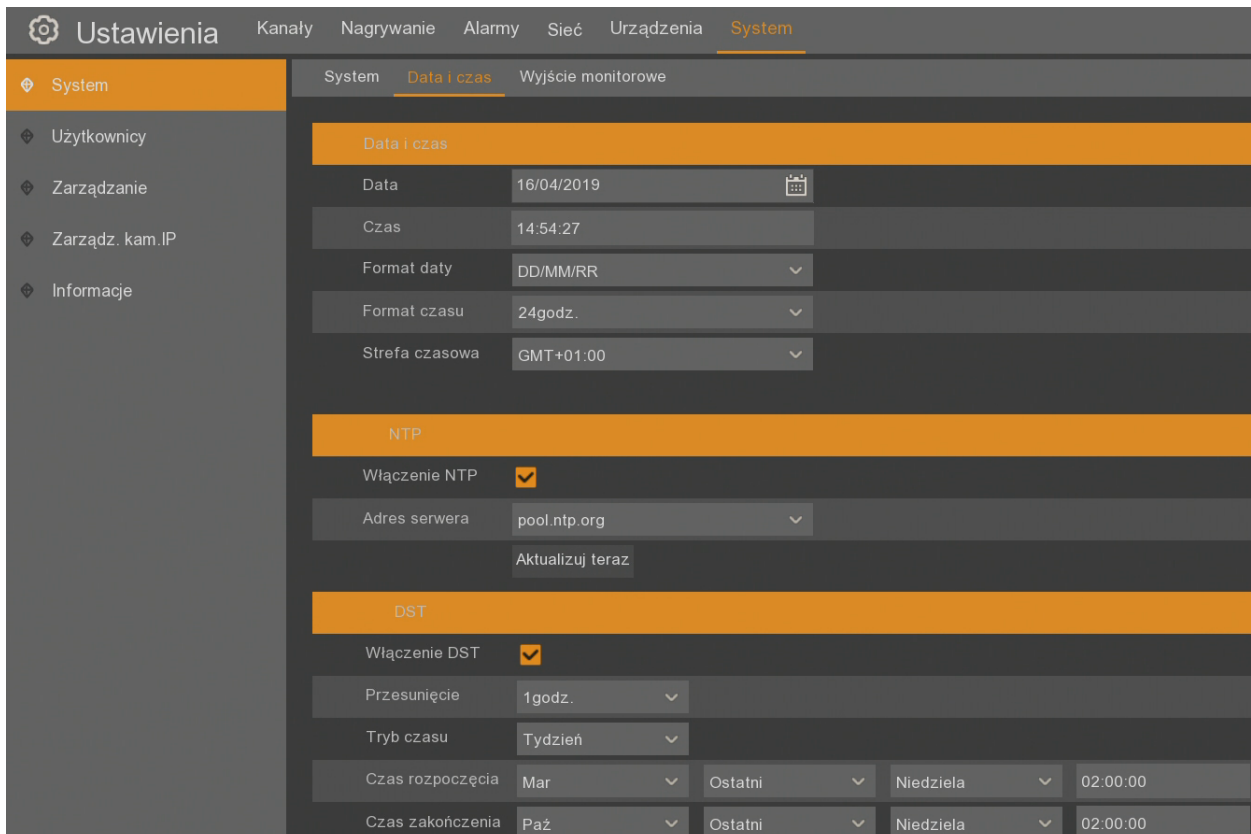 Ustawienia Kanały Nagrywanie Alarmy Sieć Urządzenia System
System
Użytkownicy
Zarządzanie
Zarządz. kam.IP
Informacje
System Data i czas Wyjście monitorowe
Data i czas
Data 16/04/2019
Czas 14:54:27
Format daty DD/MM/RR
Format czasu 24godz.
Strefa czasowa GMT+01:00
NTP
Włączenie NTP
Adres serwera pool.ntp.org
Aktualizuj teraz
DST
Włączenie DST
Przesunięcie 1godz.
Tryb czasu Tydzień
Czas rozpoczęcia Mar Ostatni Niedziela 02:00:00
Czas zakończenia Paź Ostatni Niedziela 02:00:00